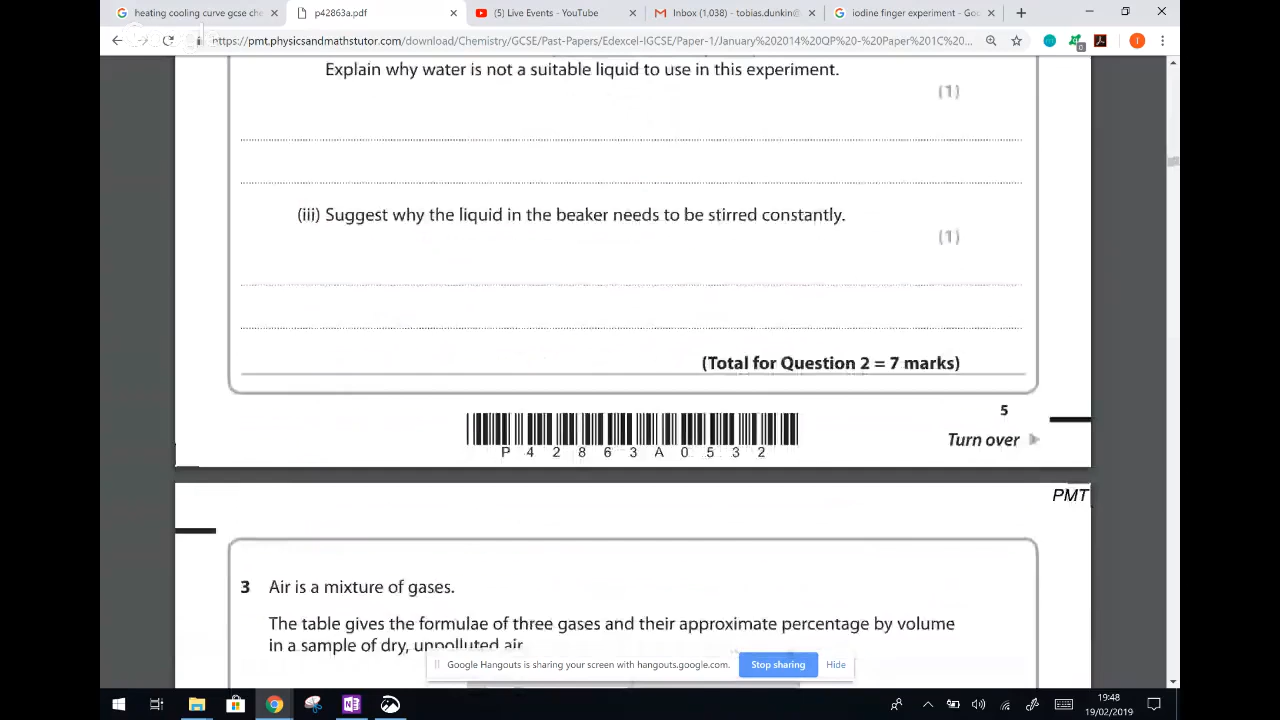 heating cooling curve gcse che
p42863a.pdf
(5) Live Events - YouTube
Inbox (1,038) - tobias.dunkin@
iodine finger experiment - Goo
https://pmt.physicsandmathstutor.com/download/Chemistry/GCSE/Past-Papers/Edexcel-IGCSE/Paper-1/January%202014%20QP%20-%20Paper%201C%20...
Explain why water is not a suitable liquid to use in this experiment.
(1)
(iii) Suggest why the liquid in the beaker needs to be stirred constantly.
(1)
(Total for Question 2 = 7 marks)
5
P 4 2 8 6 3 A 0 5 3 2
Turn over
PMT
3 Air is a mixture of gases.
The table gives the formulae of three gases and their approximate percentage by volume
in a sample of dry, unpolluted air
Google Hangouts is sharing your screen with hangouts.google.com.
Stop sharing
Hide
19:48
19/02/2019